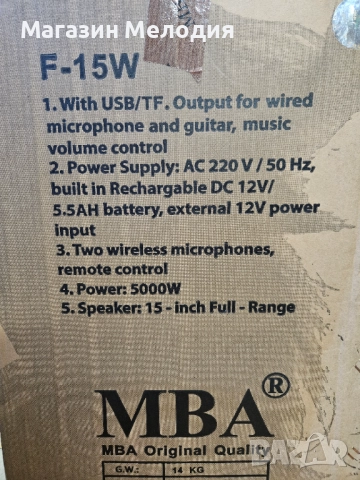 Магазин Мелодия
F-15W
1. With USB/TF. Output for wired
microphone and guitar, music
volume control
2. Power Supply: AC 220 V / 50 Hz,
built in Rechargable DC 12V/
5.5AH battery, external 12V power
input
3. Two wireless microphones,
remote control
4. Power: 5000W
5. Speaker: 15 - inch Full - Range
MBA®
MBA Original Quality
G.W.: 14 KG
bazar